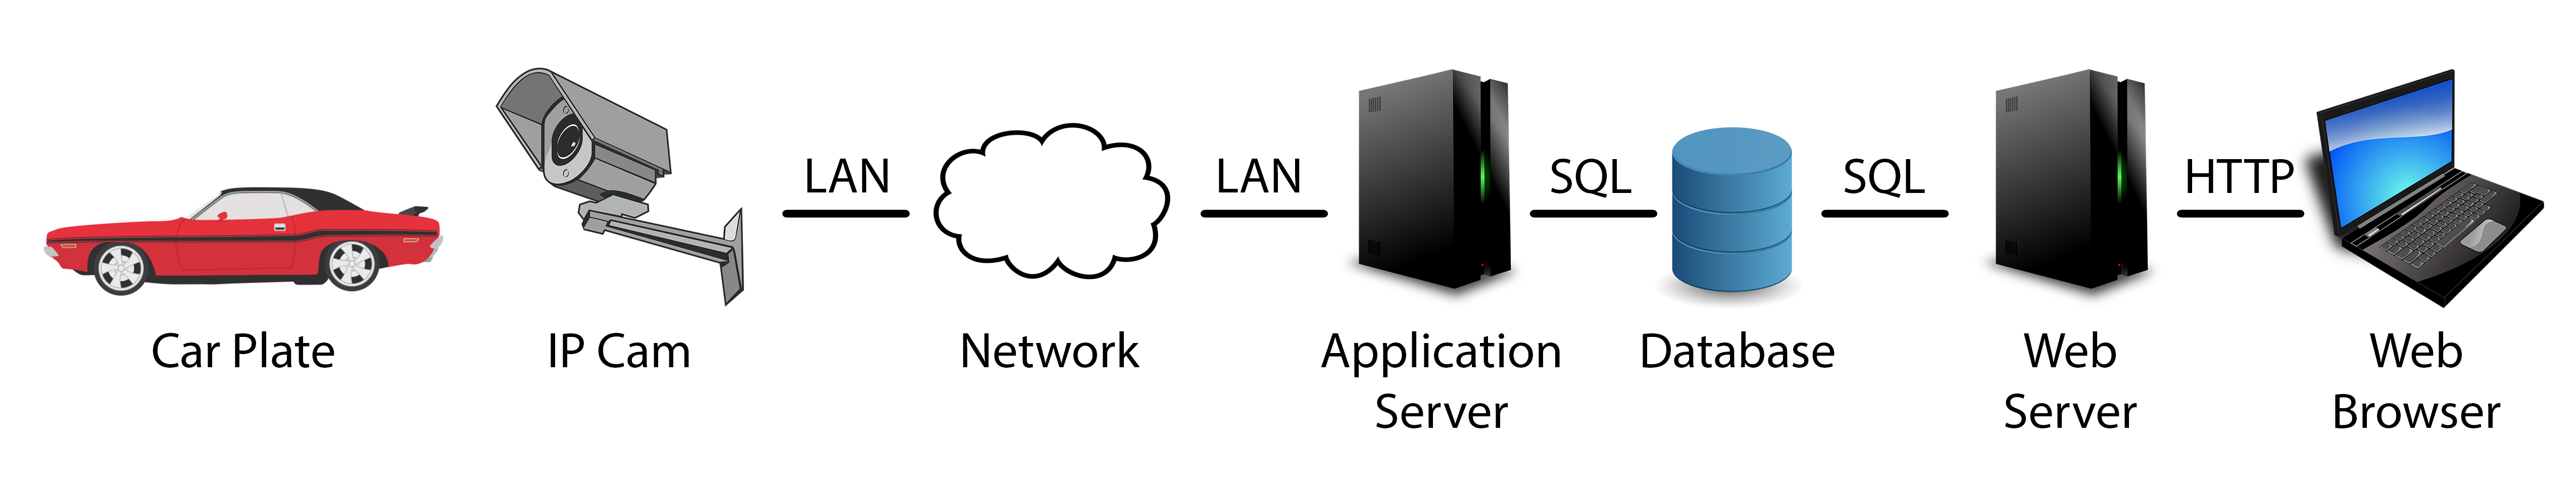 LAN
LAN
SQL
SQL
HTTP
Car Plate
IP Cam
Network
Application
Server
Database
Web
Server
Web
Browser